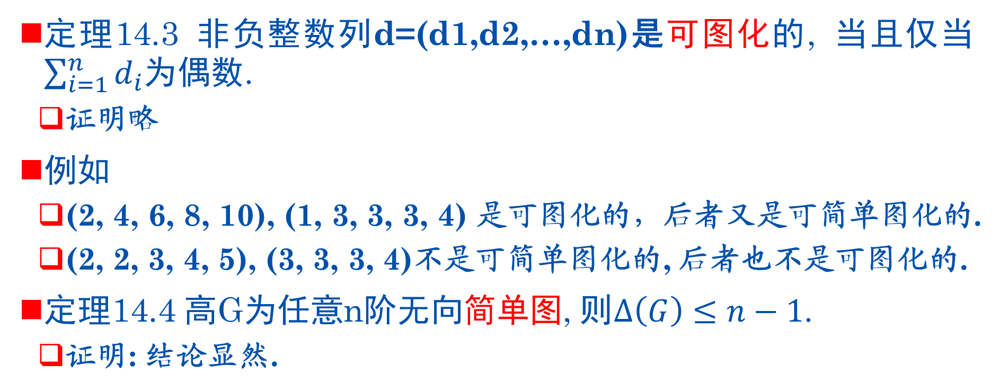 ■定理14.3 非负整数列d=(d1,d2,…,dn)是可图化的, 当且仅当
∑_{i=1}^{n} d_i为偶数.
❑证明略
■例如
❑(2, 4, 6, 8, 10), (1, 3, 3, 3, 4) 是可图化的，后者又是可简单图化的.
❑(2, 2, 3, 4, 5), (3, 3, 3, 4)不是可简单图化的,后者也不是可图化的.
■定理14.4 高G为任意n阶无向简单图, 则Δ(G) ≤ n − 1.
❑证明: 结论显然.